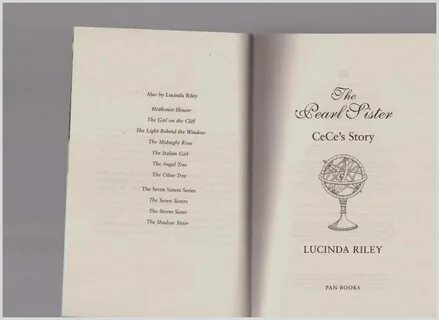 Also by Lucinda Riley
Hothouse Flower
The Girl on the Cliff
The Light Behind the Window
The Midnight Rose
The Italian Girl
The Angel Tree
The Olive Tree
The Seven Sisters Series
The Seven Sisters
The Storm Sister
The Shadow Sister
The
Pearl Sister
CeCe's Story
LUCINDA RILEY
PAN BOOKS